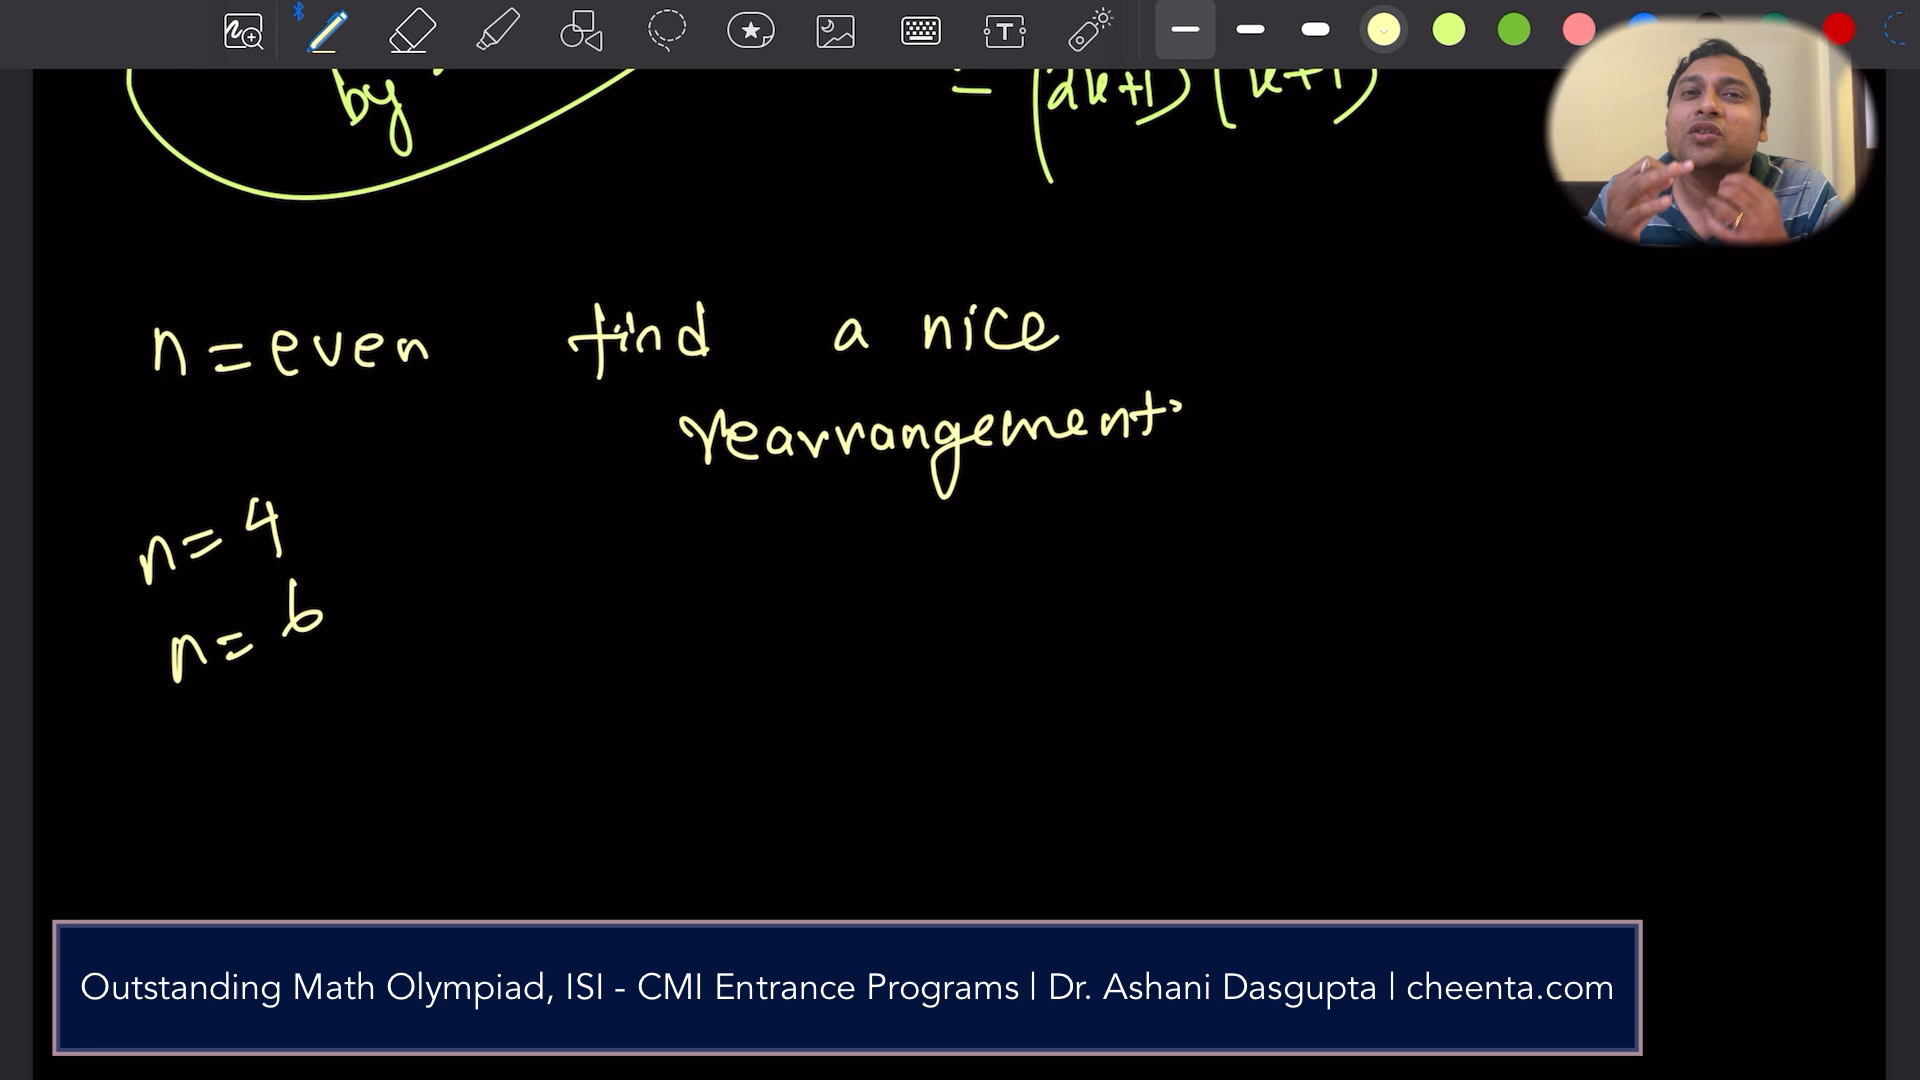 by
= (2k+1) (k+1)
n = even find a nice
rearrangement
n = 4
n = 6
Outstanding Math Olympiad, ISI - CMI Entrance Programs | Dr. Ashani Dasgupta | cheenta.com